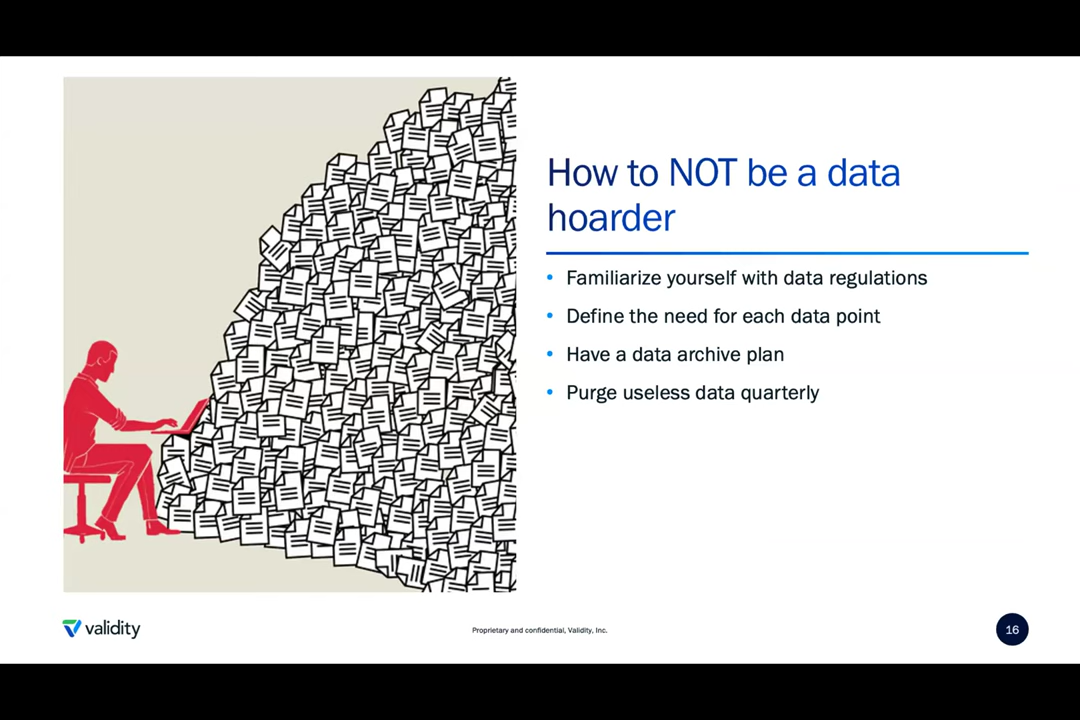 How to NOT be a data
hoarder
• Familiarize yourself with data regulations
• Define the need for each data point
• Have a data archive plan
• Purge useless data quarterly
validity
Proprietary and confidential, Validity, Inc.
16